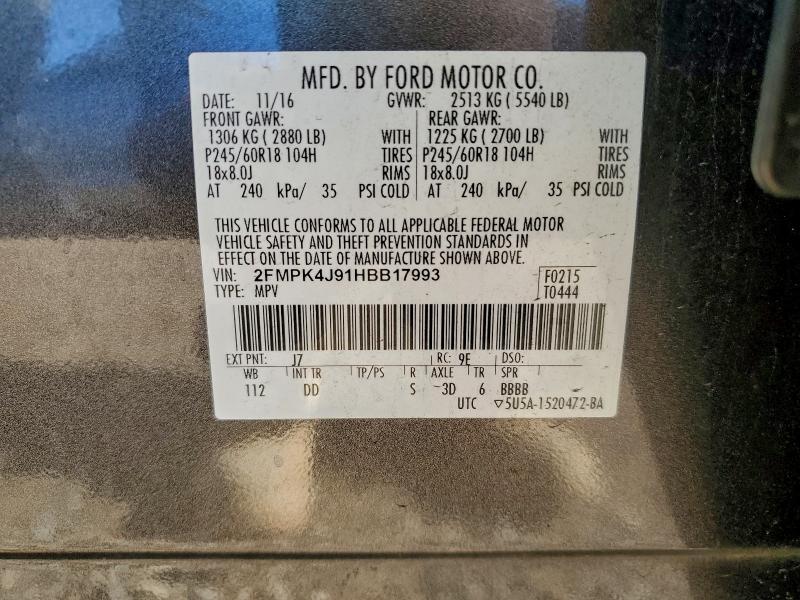 MFD. BY FORD MOTOR CO.
DATE: 11/16 GVWR: 2513 KG ( 5540 LB)
FRONT GAWR: REAR GAWR:
1306 KG ( 2880 LB) WITH 1225 KG ( 2700 LB) WITH
P245/60R18 104H TIRES P245/60R18 104H TIRES
18x8.0J RIMS 18x8.0J RIMS
AT 240 kPa/ 35 PSI COLD AT 240 kPa/ 35 PSI COLD
THIS VEHICLE CONFORMS TO ALL APPLICABLE FEDERAL MOTOR
VEHICLE SAFETY AND THEFT PREVENTION STANDARDS IN
EFFECT ON THE DATE OF MANUFACTURE SHOWN ABOVE.
VIN: 2FMPK4J91HBB17993 F0215
TYPE: MPV T0444
EXT PNT: J7 RC: 9E DSO:
WB INT TR TP/PS R AXLE TR SPR
112 DD S 3D 6 BBBB
UTC ▽5U5A-1520472-BA